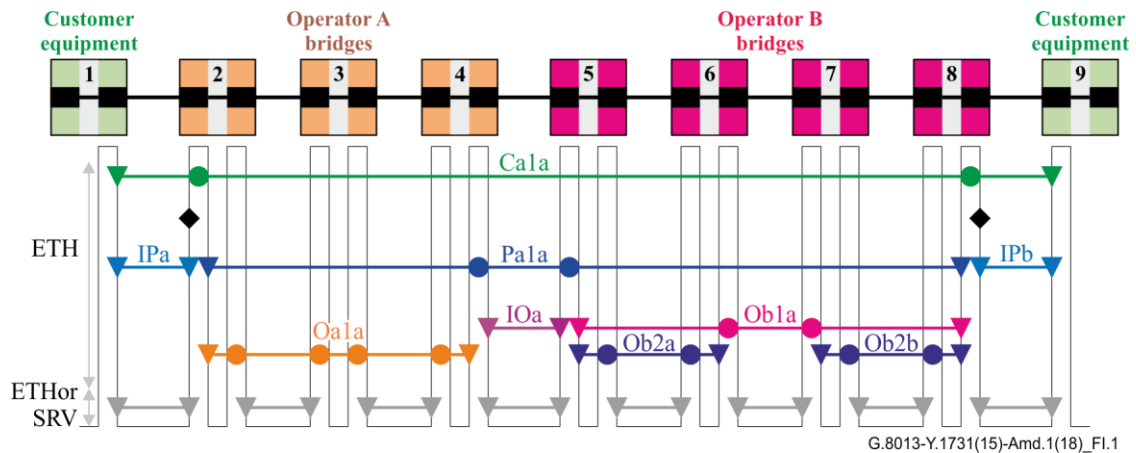 Customer
equipment
Operator A
bridges
Operator B
bridges
Customer
equipment
1
2
3
4
5
6
7
8
9
Ca1a
ETH
IPa
Pa1a
IPb
IOa
Ob1a
Oa1a
Ob2a
Ob2b
ETHor
SRV
G.8013-Y.1731(15)-Amd.1(18)_FI.1